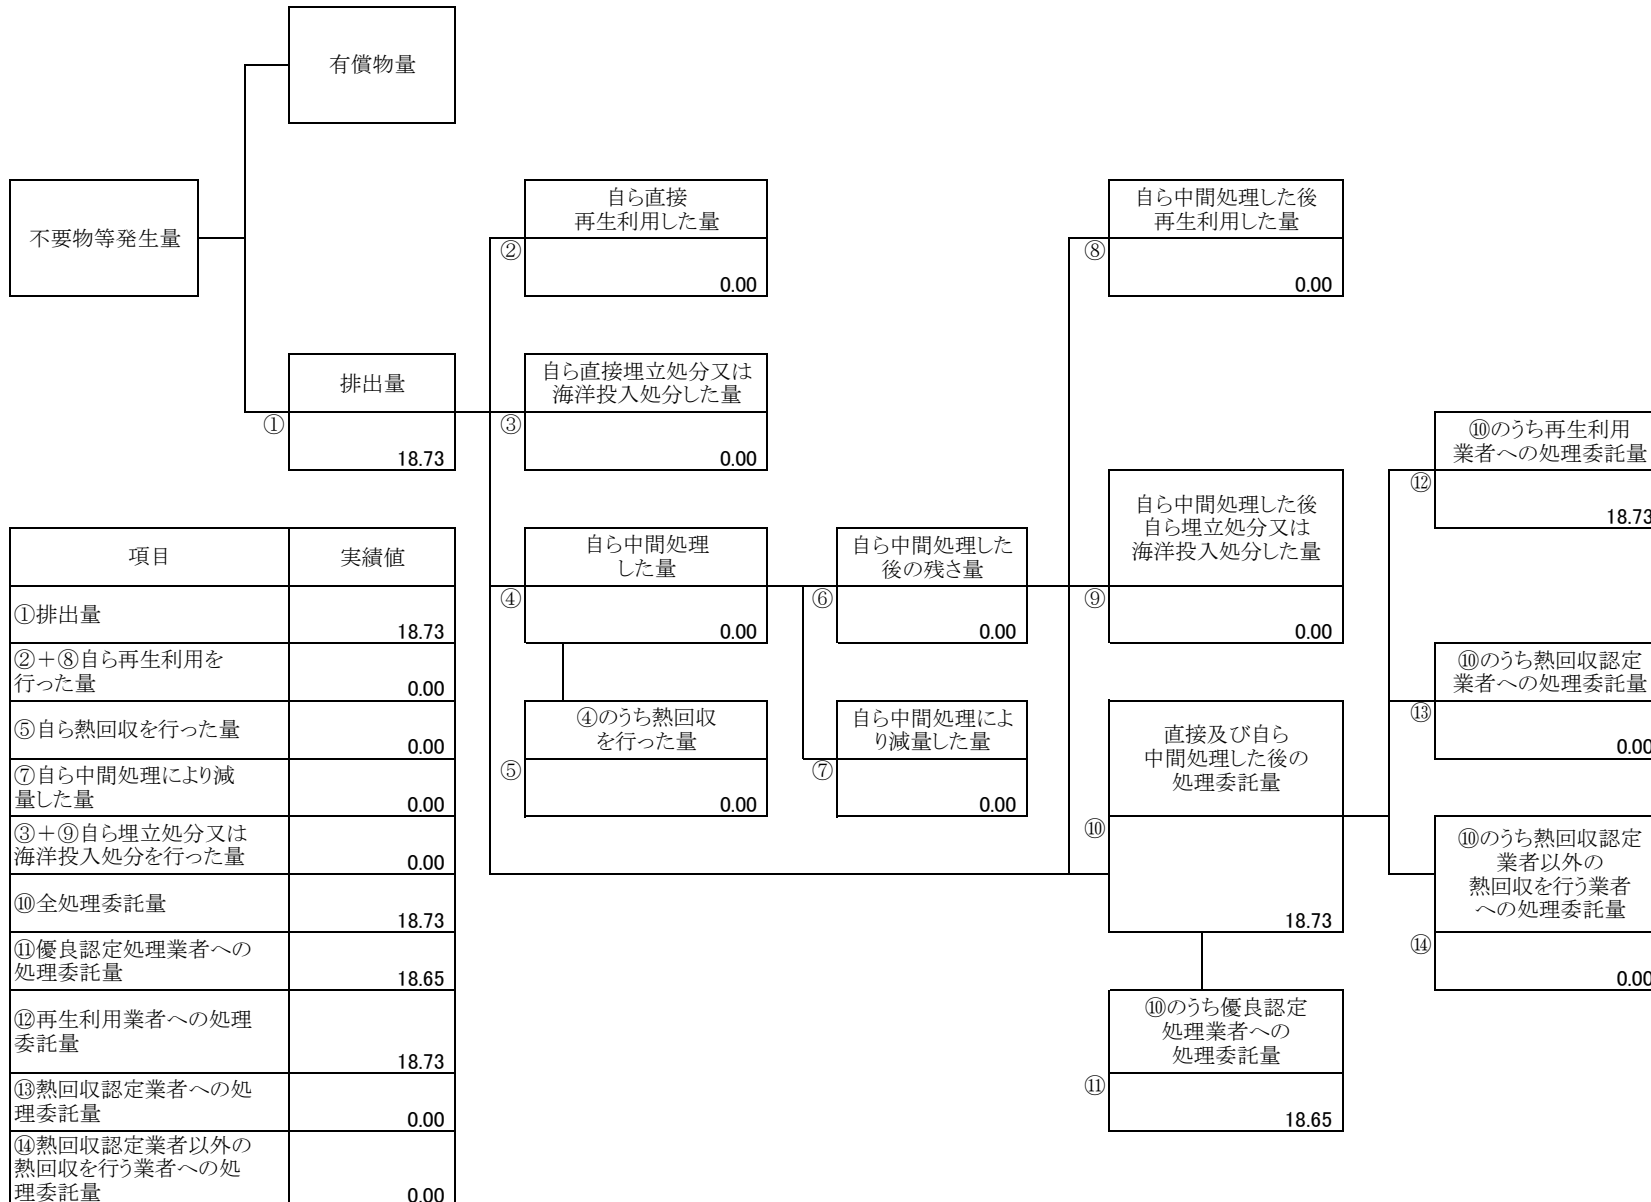 有償物量
不要物等発生量
自ら直接
再生利用した量
②
0.00
自ら中間処理した後
再生利用した量
⑧
0.00
排出量
①
18.73
自ら直接埋立処分又は
海洋投入処分した量
③
0.00
⑩のうち再生利用
業者への処理委託量
⑫
18.73
自ら中間処理
した量
④
0.00
自ら中間処理した
後の残さ量
⑥
0.00
自ら中間処理した後
自ら埋立処分又は
海洋投入処分した量
⑨
0.00
⑩のうち熱回収認定
業者への処理委託量
⑬
0.00
④のうち熱回収
を行った量
⑤
0.00
自ら中間処理によ
り減量した量
⑦
0.00
直接及び自ら
中間処理した後の
処理委託量
⑩
18.73
⑩のうち熱回収認定
業者以外の
熱回収を行う業者
への処理委託量
⑭
0.00
⑩のうち優良認定
処理業者への
処理委託量
⑪
18.65
項目 実績値
①排出量
18.73
②+⑧自ら再生利用を
行った量
0.00
⑤自ら熱回収を行った量
0.00
⑦自ら中間処理により減
量した量
0.00
③+⑨自ら埋立処分又は
海洋投入処分を行った量
0.00
⑩全処理委託量
18.73
⑪優良認定処理業者への
処理委託量
18.65
⑫再生利用業者への処理
委託量
18.73
⑬熱回収認定業者への処
理委託量
0.00
⑭熱回収認定業者以外の
熱回収を行う業者への処
理委託量
0.00